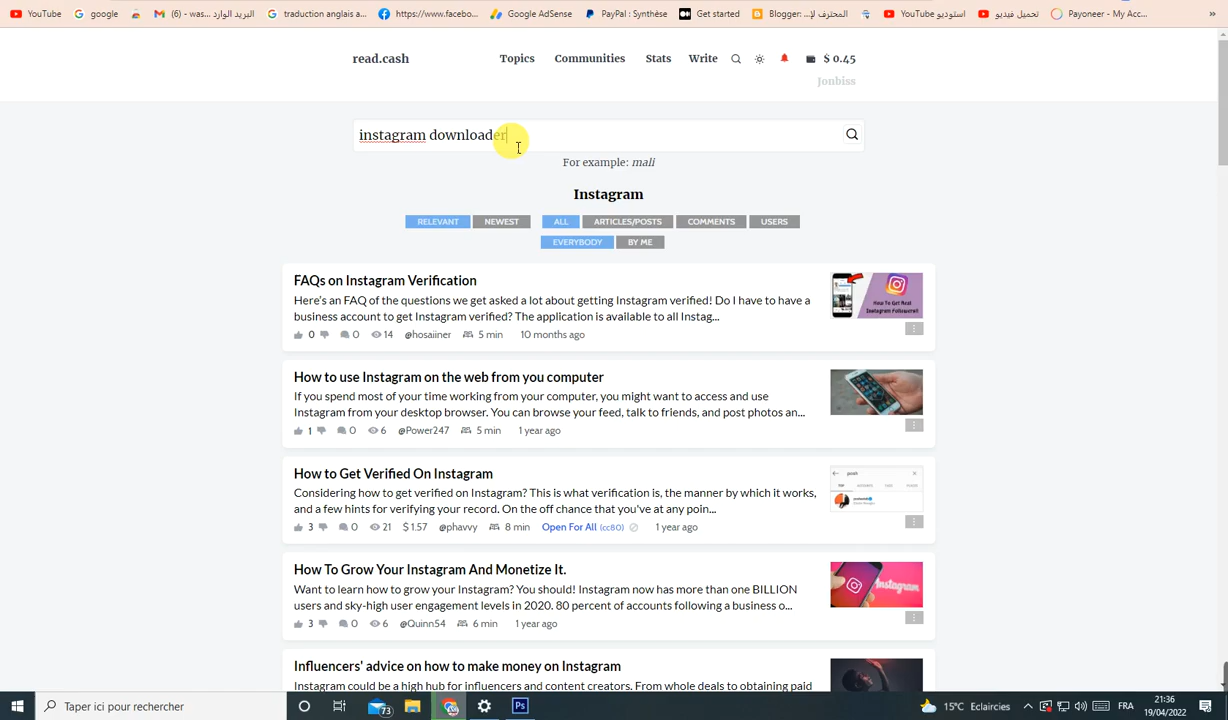 YouTube google (6) - was... البريد الوارد traduction anglais a... https://www.facebo... Google AdSense PayPal : Synthèse Get started Blogger: المحترف لإ... استوديو YouTube تحميل فيديو Payoneer - My Acc... »
read.cash Topics Communities Stats Write $ 0.45
Jonbiss
instagram downloader
For example: mali
Instagram
RELEVANT NEWEST ALL ARTICLES/POSTS COMMENTS USERS
EVERYBODY BY ME
FAQs on Instagram Verification
Here's an FAQ of the questions we get asked a lot about getting Instagram verified! Do I have to have a
business account to get Instagram verified? The application is available to all Instag...
0 0 14 @hosaiiner 5 min 10 months ago
How To Get Real
Instagram Followers?
How to use Instagram on the web from you computer
If you spend most of your time working from your computer, you might want to access and use
Instagram from your desktop browser. You can browse your feed, talk to friends, and post photos an...
1 0 6 @Power247 5 min 1 year ago
How to Get Verified On Instagram
Considering how to get verified on Instagram? This is what verification is, the manner by which it works,
and a few hints for verifying your record. On the off chance that you've at any poin...
3 0 21 $ 1.57 @phavvy 8 min Open For All (cc80) 1 year ago
How To Grow Your Instagram And Monetize It.
Want to learn how to grow your Instagram? You should! Instagram now has more than one BILLION
users and sky-high user engagement levels in 2020. 80 percent of accounts following a business o...
3 0 6 @Quinn54 6 min 1 year ago
Instagram
Influencers' advice on how to make money on Instagram
Instagram could be a high hub for influencers and content creators. From whole deals to obtaining paid
Taper ici pour rechercher 73 Ps 15°C Eclaircies FRA 21:36
19/04/2022